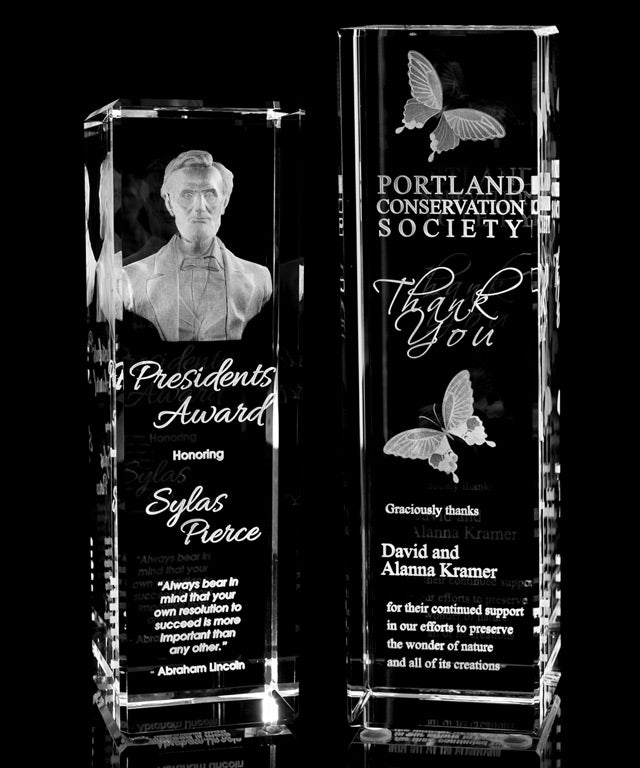 Presidents
Award
Honoring
Sylas
Pierce
"Always bear in
mind that your
own resolution to
succeed is more
important than
any other."
- Abraham Lincoln
PORTLAND
CONSERVATION
SOCIETY
Thank
You
Graciously thanks
David and
Alanna Kramer
for their continued support
in our efforts to preserve
the wonder of nature
and all of its creations